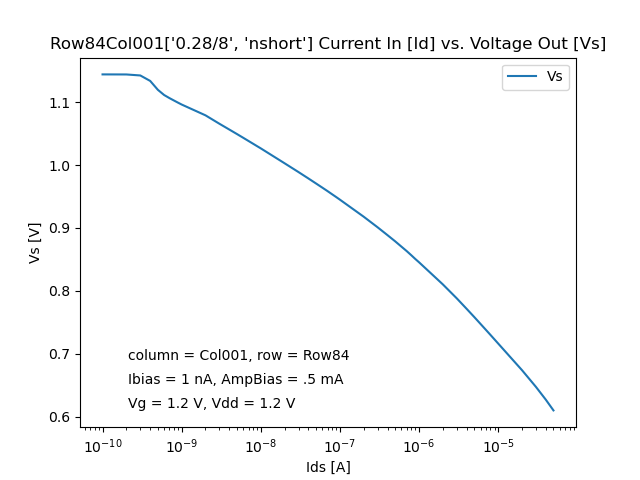 Row84Col001['0.28/8', 'nshort'] Current In [Id] vs. Voltage Out [Vs]
Vs
1.1
1.0
0.9
0.8
0.7
0.6
Vs [V]
column = Col001, row = Row84
Ibias = 1 nA, AmpBias = .5 mA
Vg = 1.2 V, Vdd = 1.2 V
10⁻¹⁰ 10⁻⁹ 10⁻⁸ 10⁻⁷ 10⁻⁶ 10⁻⁵
Ids [A]